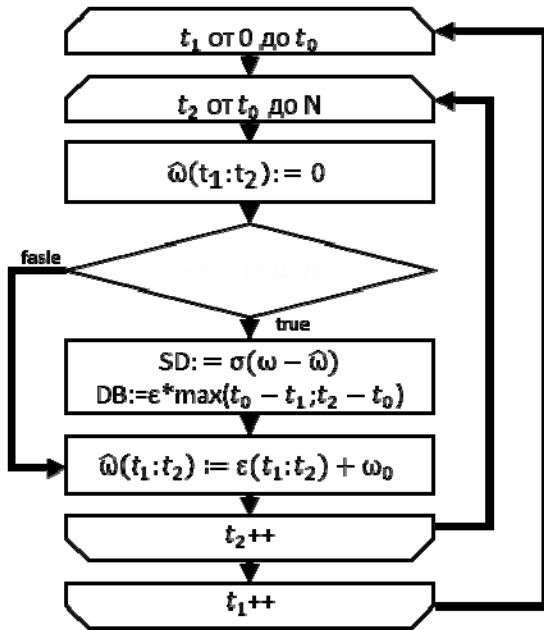 t₁ от 0 до t₀
t₂ от t₀ до N
ω̂(t₁:t₂):= 0
fasle
true
SD: = σ(ω − ω̂)
DB:=ε*max(t₀ − t₁;t₂ − t₀)
ω̂(t₁:t₂) ≔ ε(t₁:t₂) + ω₀
t₂++
t₁++